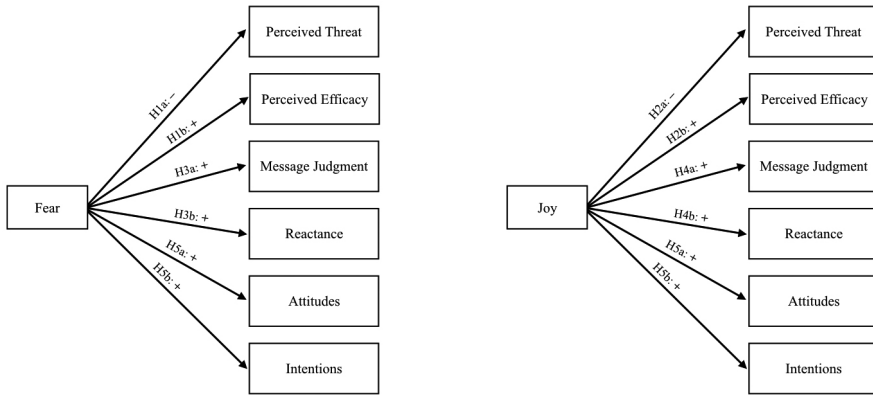 Fear
H1a: –
Perceived Threat
H1b: +
Perceived Efficacy
H3a: +
Message Judgment
H3b: +
Reactance
H5a: +
Attitudes
H5b: +
Intentions
Joy
H2a: –
Perceived Threat
H2b: +
Perceived Efficacy
H4a: +
Message Judgment
H4b: +
Reactance
H5a: +
Attitudes
H5b: +
Intentions